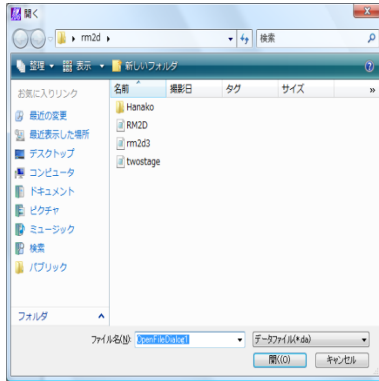 開く
rm2d
検索
整理 表示 新しいフォルダ
お気に入りリンク
名前 撮影日 タグ サイズ »
最近の変更
最近表示した場所
デスクトップ
コンピュータ
ドキュメント
ピクチャ
ミュージック
検索
パブリック
Hanako
RM2D
rm2d3
twostage
フォルダ
ファイル名(N): OpenFileDialog1
データファイル(*.da)
開く(O) キャンセル